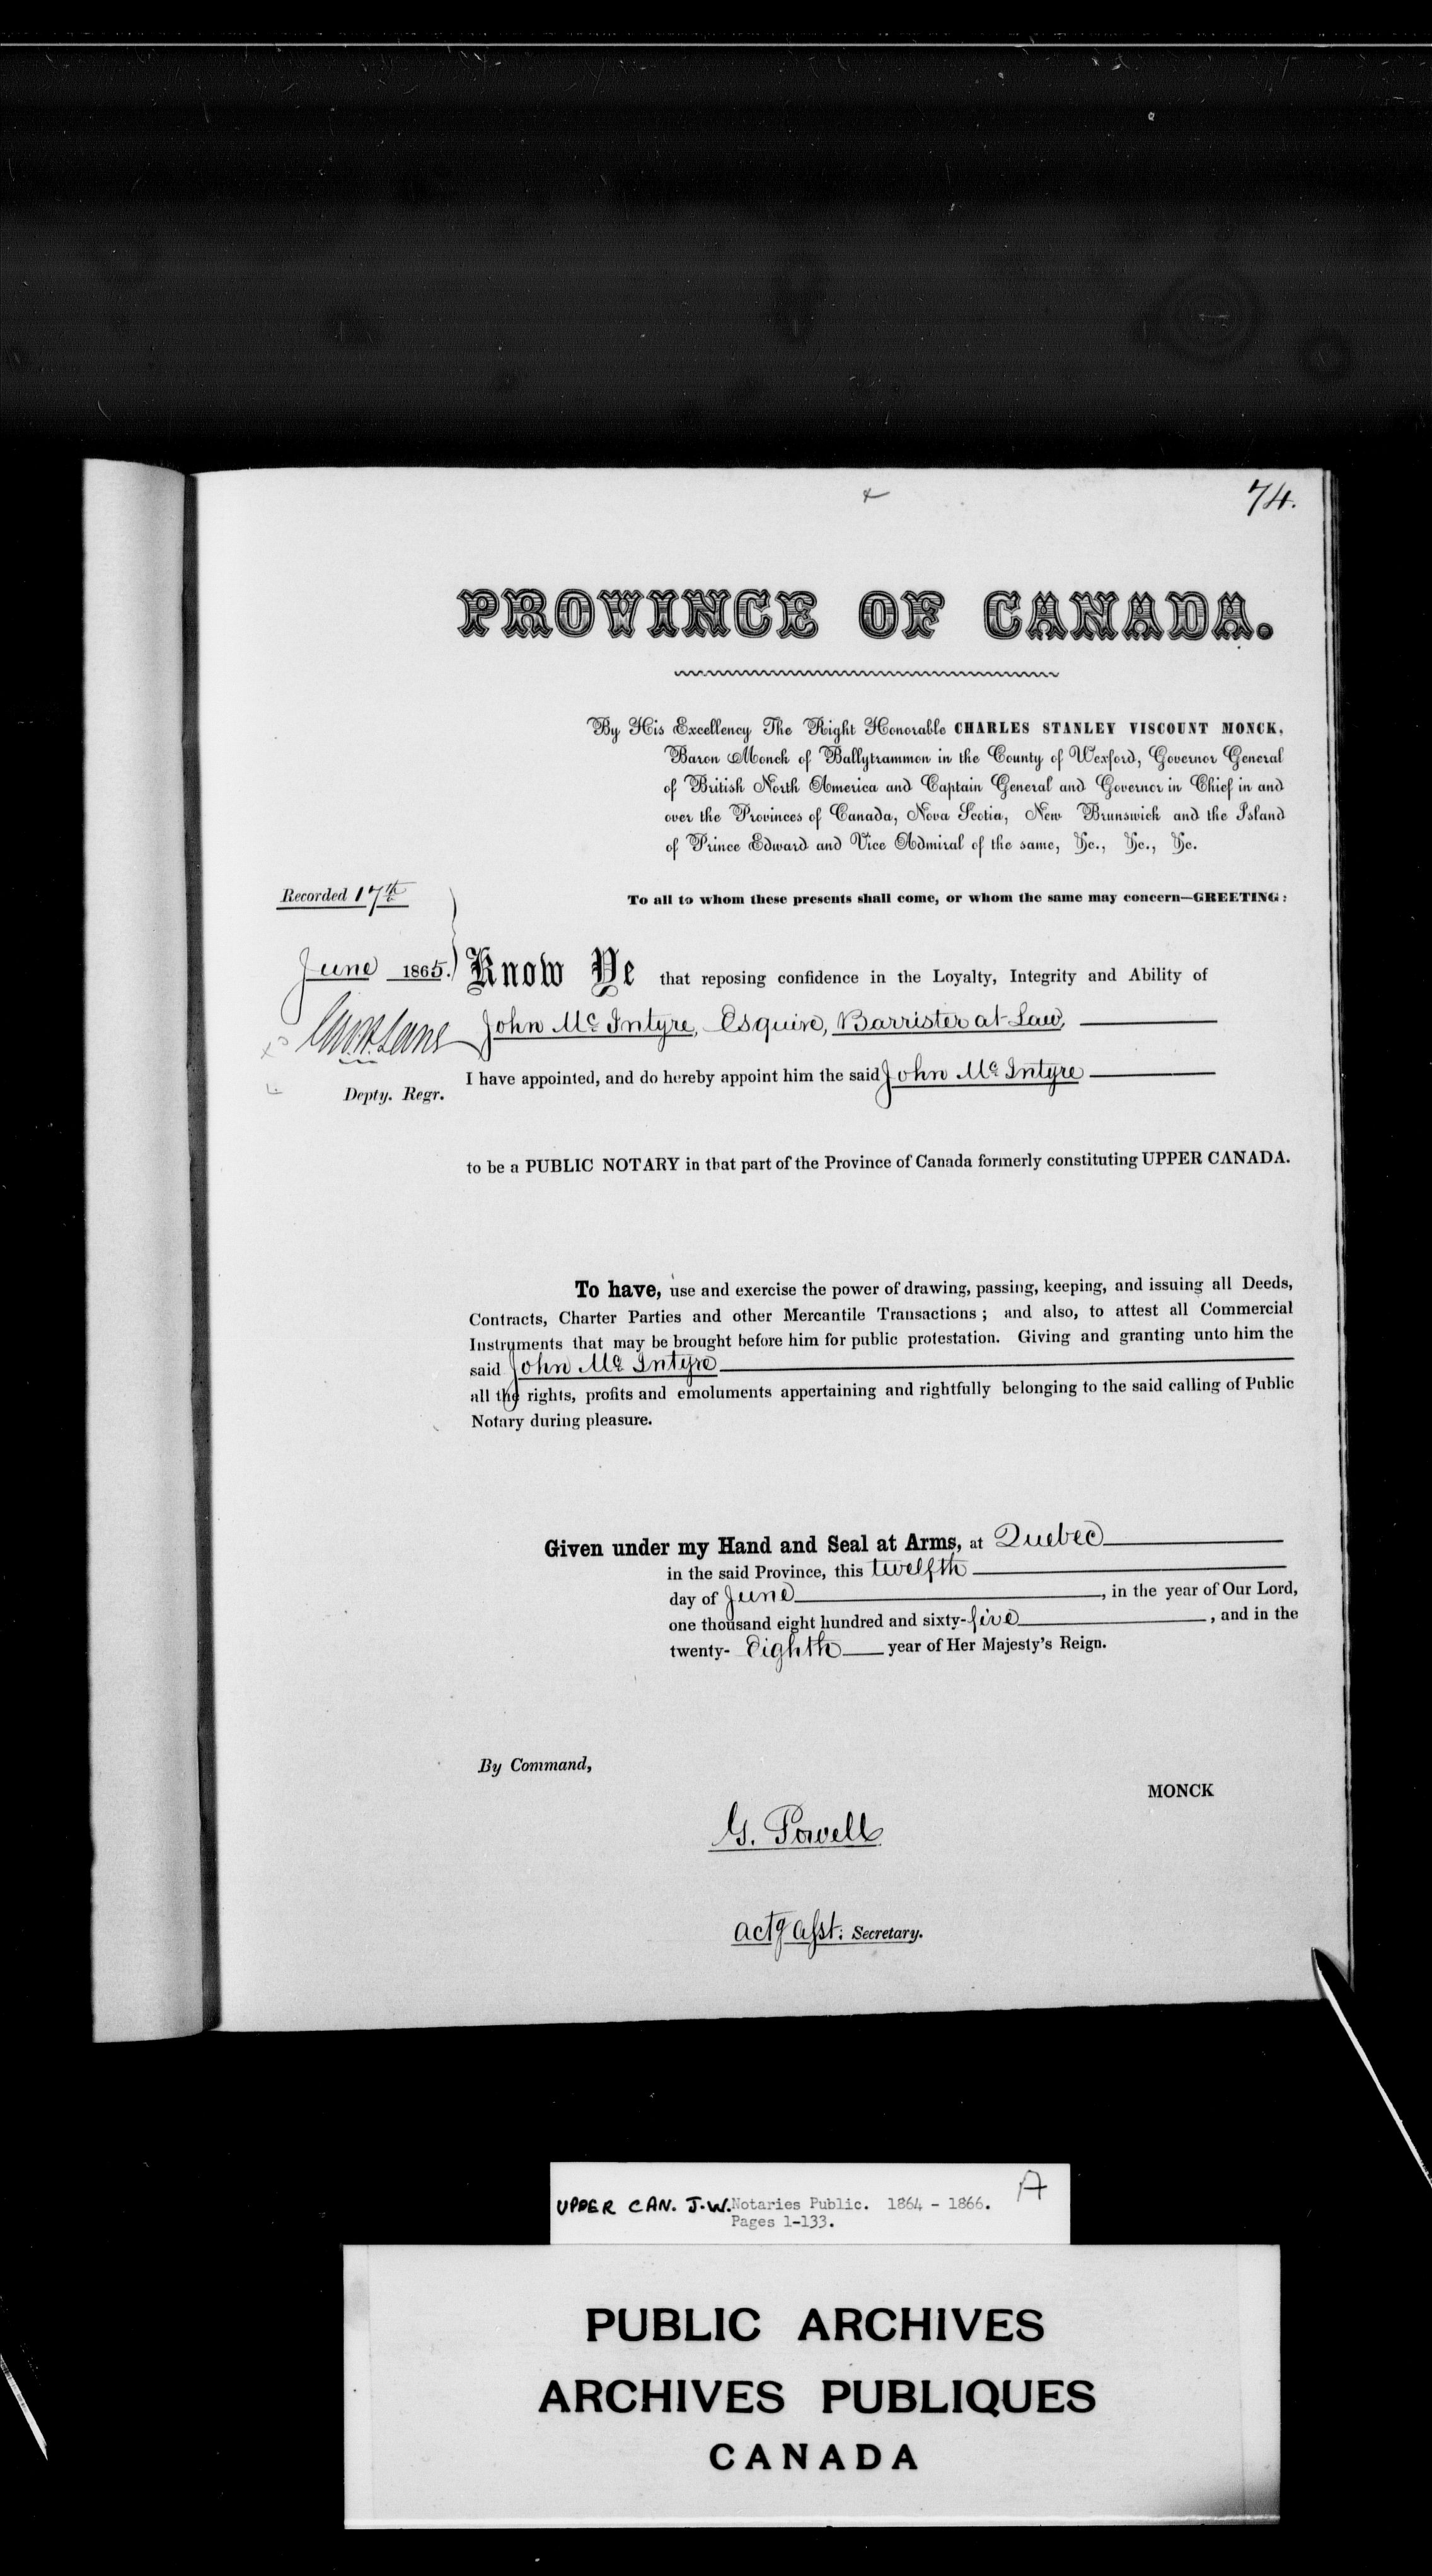 74.
PROVINCE OF CANADA.
By His Excellency The Right Honorable CHARLES STANLEY VISCOUNT MONCK,
Baron Monck of Ballytrammon in the County of Wexford, Governor General
of British North America and Captain General and Governor in Chief in and
over the Provinces of Canada, Nova Scotia, New Brunswick and the Island
of Prince Edward and Vice Admiral of the same, &c., &c., &c.
Recorded 17th
To all to whom these presents shall come, or whom the same may concern—GREETING:
June 1865.
Know Ye that reposing confidence in the Loyalty, Integrity and Ability of
John Mc Intyre, Esquire, Barrister at Law,
I have appointed, and do hereby appoint him the said John Mc Intyre
Depty. Regr.
to be a PUBLIC NOTARY in that part of the Province of Canada formerly constituting UPPER CANADA.
To have, use and exercise the power of drawing, passing, keeping, and issuing all Deeds,
Contracts, Charter Parties and other Mercantile Transactions; and also, to attest all Commercial
Instruments that may be brought before him for public protestation. Giving and granting unto him the
said John Mc Intyre
all the rights, profits and emoluments appertaining and rightfully belonging to the said calling of Public
Notary during pleasure.
Given under my Hand and Seal at Arms, at Quebec
in the said Province, this twelfth
day of June, in the year of Our Lord,
one thousand eight hundred and sixty-five, and in the
twenty- Eighth year of Her Majesty's Reign.
By Command,
MONCK
G. Powell
actg asst: Secretary.
UPPER CAN. J.W. Notaries Public. 1864 - 1866. A
Pages 1-133.
PUBLIC ARCHIVES
ARCHIVES PUBLIQUES
CANADA